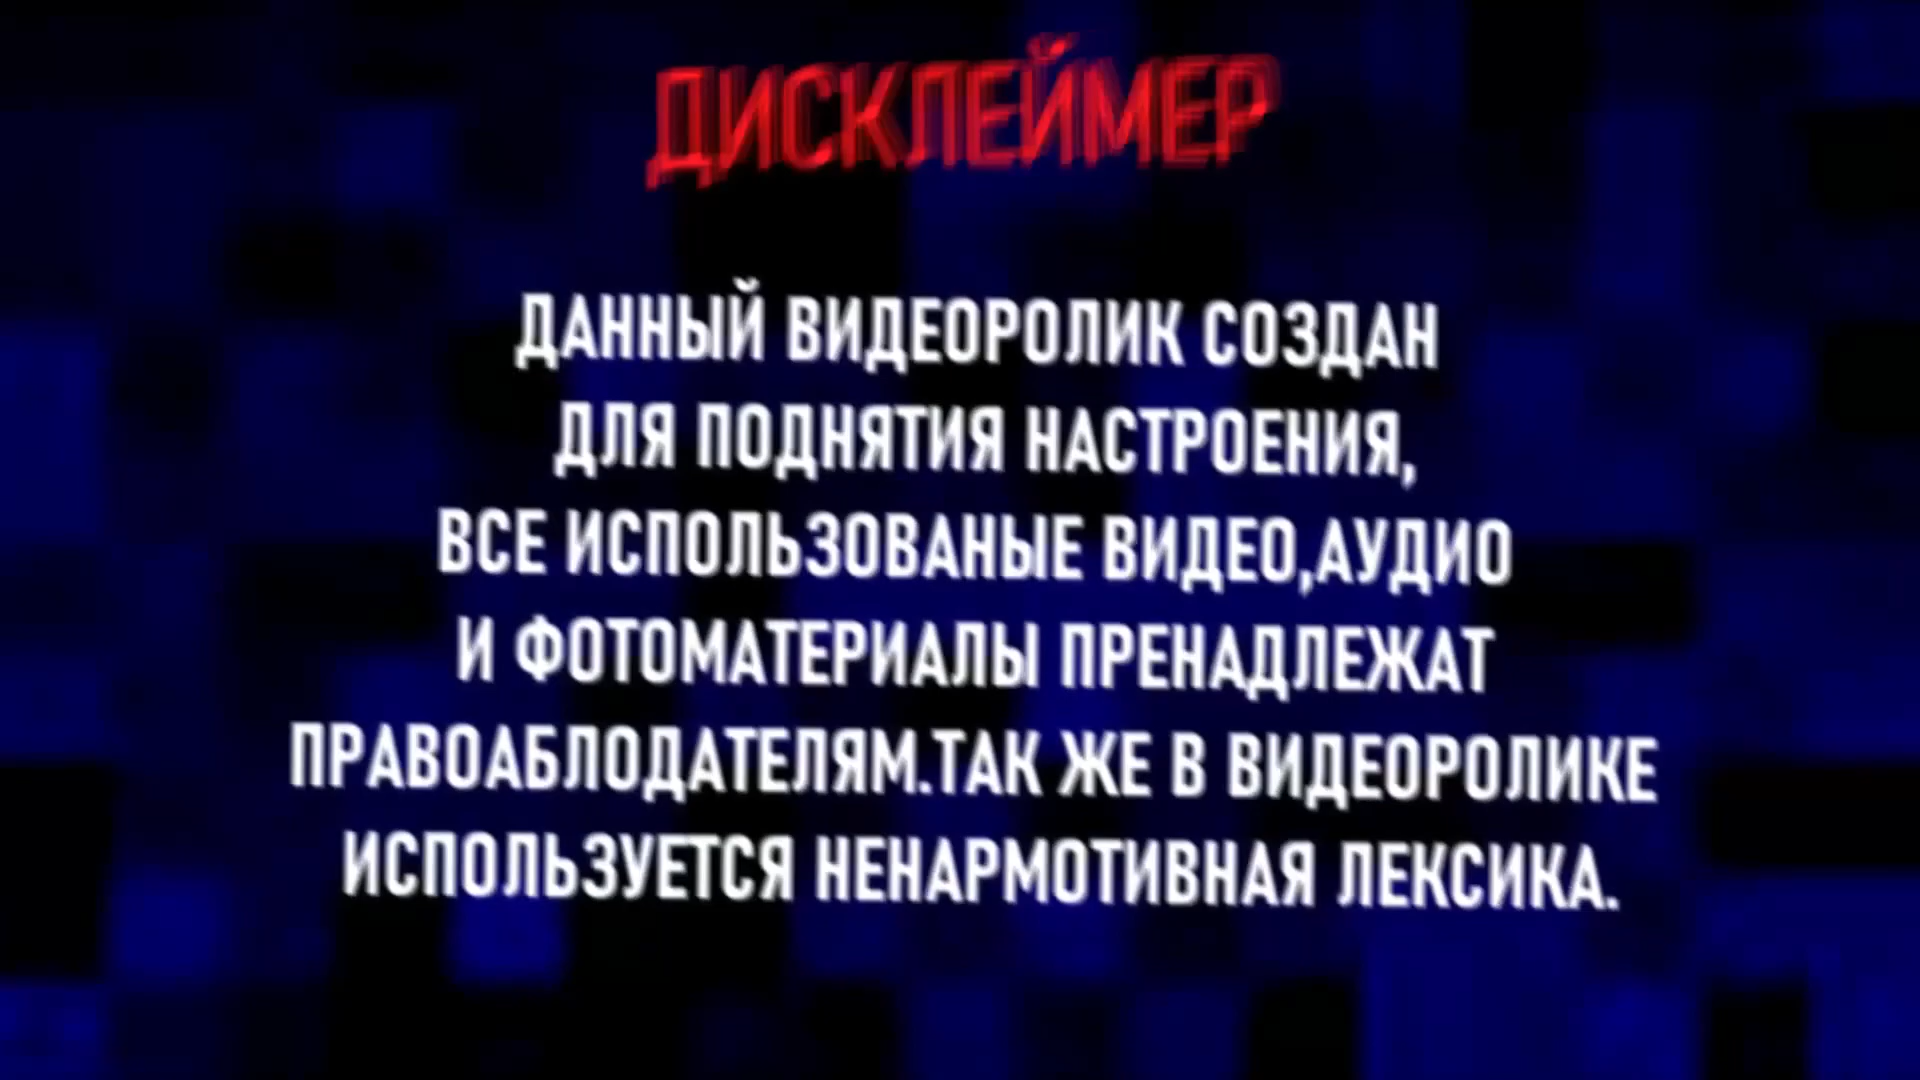 ДИСКЛЕЙМЕР
ДАННЫЙ ВИДЕОРОЛИК СОЗДАН
ДЛЯ ПОДНЯТИЯ НАСТРОЕНИЯ,
ВСЕ ИСПОЛЬЗОВАНЫЕ ВИДЕО,АУДИО
И ФОТОМАТЕРИАЛЫ ПРЕНАДЛЕЖАТ
ПРАВОАБЛОДАТЕЛЯМ.ТАК ЖЕ В ВИДЕОРОЛИКЕ
ИСПОЛЬЗУЕТСЯ НЕНАРМОТИВНАЯ ЛЕКСИКА.